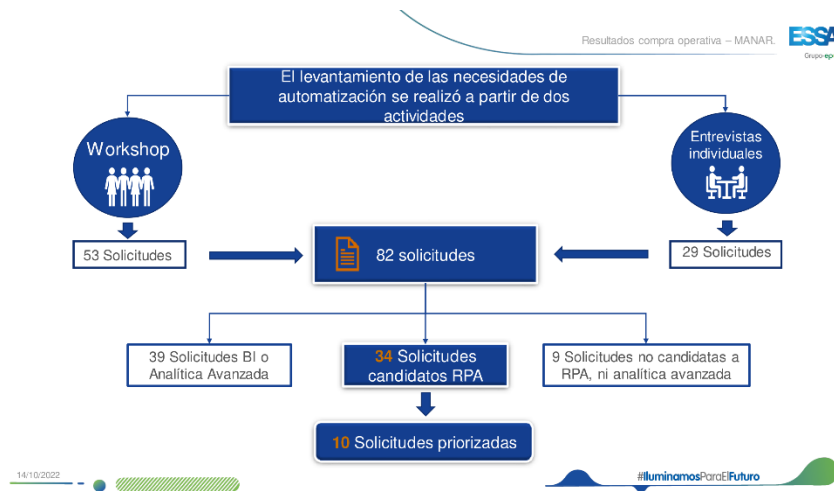 Resultados compra operativa – MANAR.
ESSA
Grupo·epm
El levantamiento de las necesidades de
automatización se realizó a partir de dos
actividades
Workshop
Entrevistas
individuales
53 Solicitudes
82 solicitudes
29 Solicitudes
39 Solicitudes BI o
Analítica Avanzada
34 Solicitudes
candidatos RPA
9 Solicitudes no candidatas a
RPA, ni analítica avanzada
10 Solicitudes priorizadas
14/10/2022
#IluminamosParaElFuturo